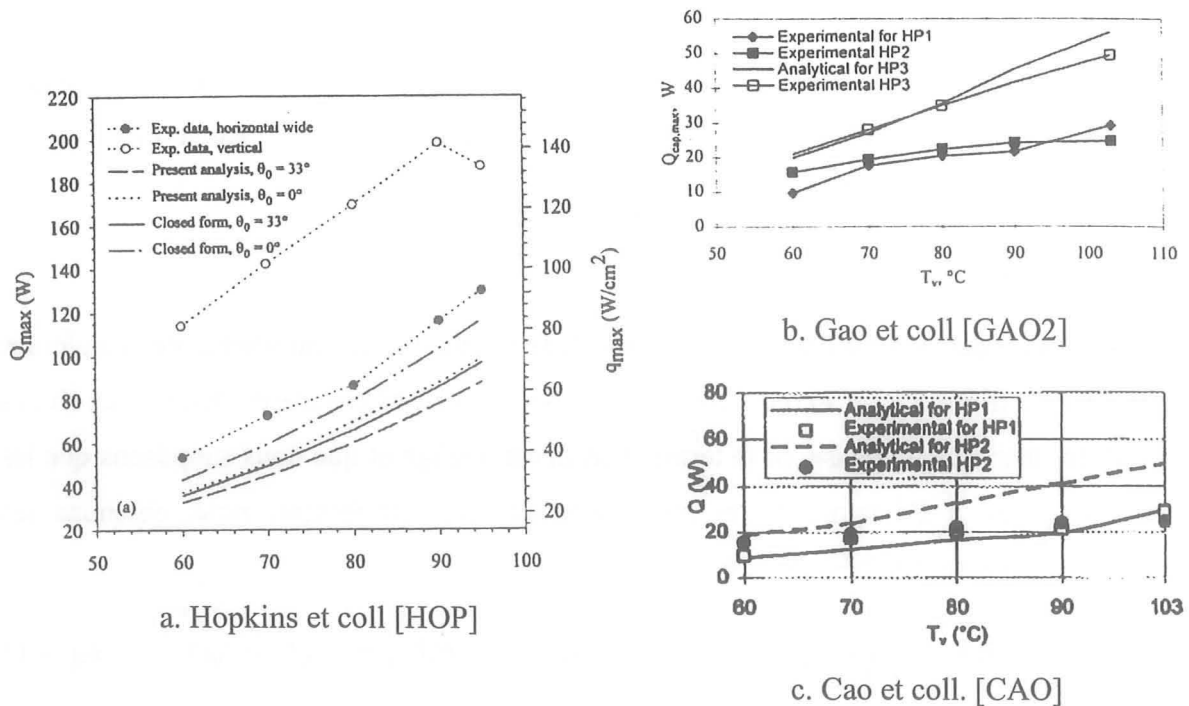 220
200
180
160
140
120
100
80
60
40
20
Q_max (W)
Exp. data, horizontal wide
Exp. data, vertical
Present analysis, θ₀ = 33°
Present analysis, θ₀ = 0°
Closed form, θ₀ = 33°
Closed form, θ₀ = 0°
(a)
140
120
100
80
60
40
20
q_max (W/cm²)
50 60 70 80 90 100
a. Hopkins et coll [HOP]
60
50
40
30
20
10
0
Q_cap,max, W
Experimental for HP1
Experimental HP2
Analytical for HP3
Experimental HP3
50 60 70 80 90 100 110
T_v, °C
b. Gao et coll [GAO2]
80
60
40
20
0
Q (W)
Analytical for HP1
Experimental for HP1
Analytical for HP2
Experimental HP2
60 70 80 90 103
T_v (°C)
c. Cao et coll. [CAO]